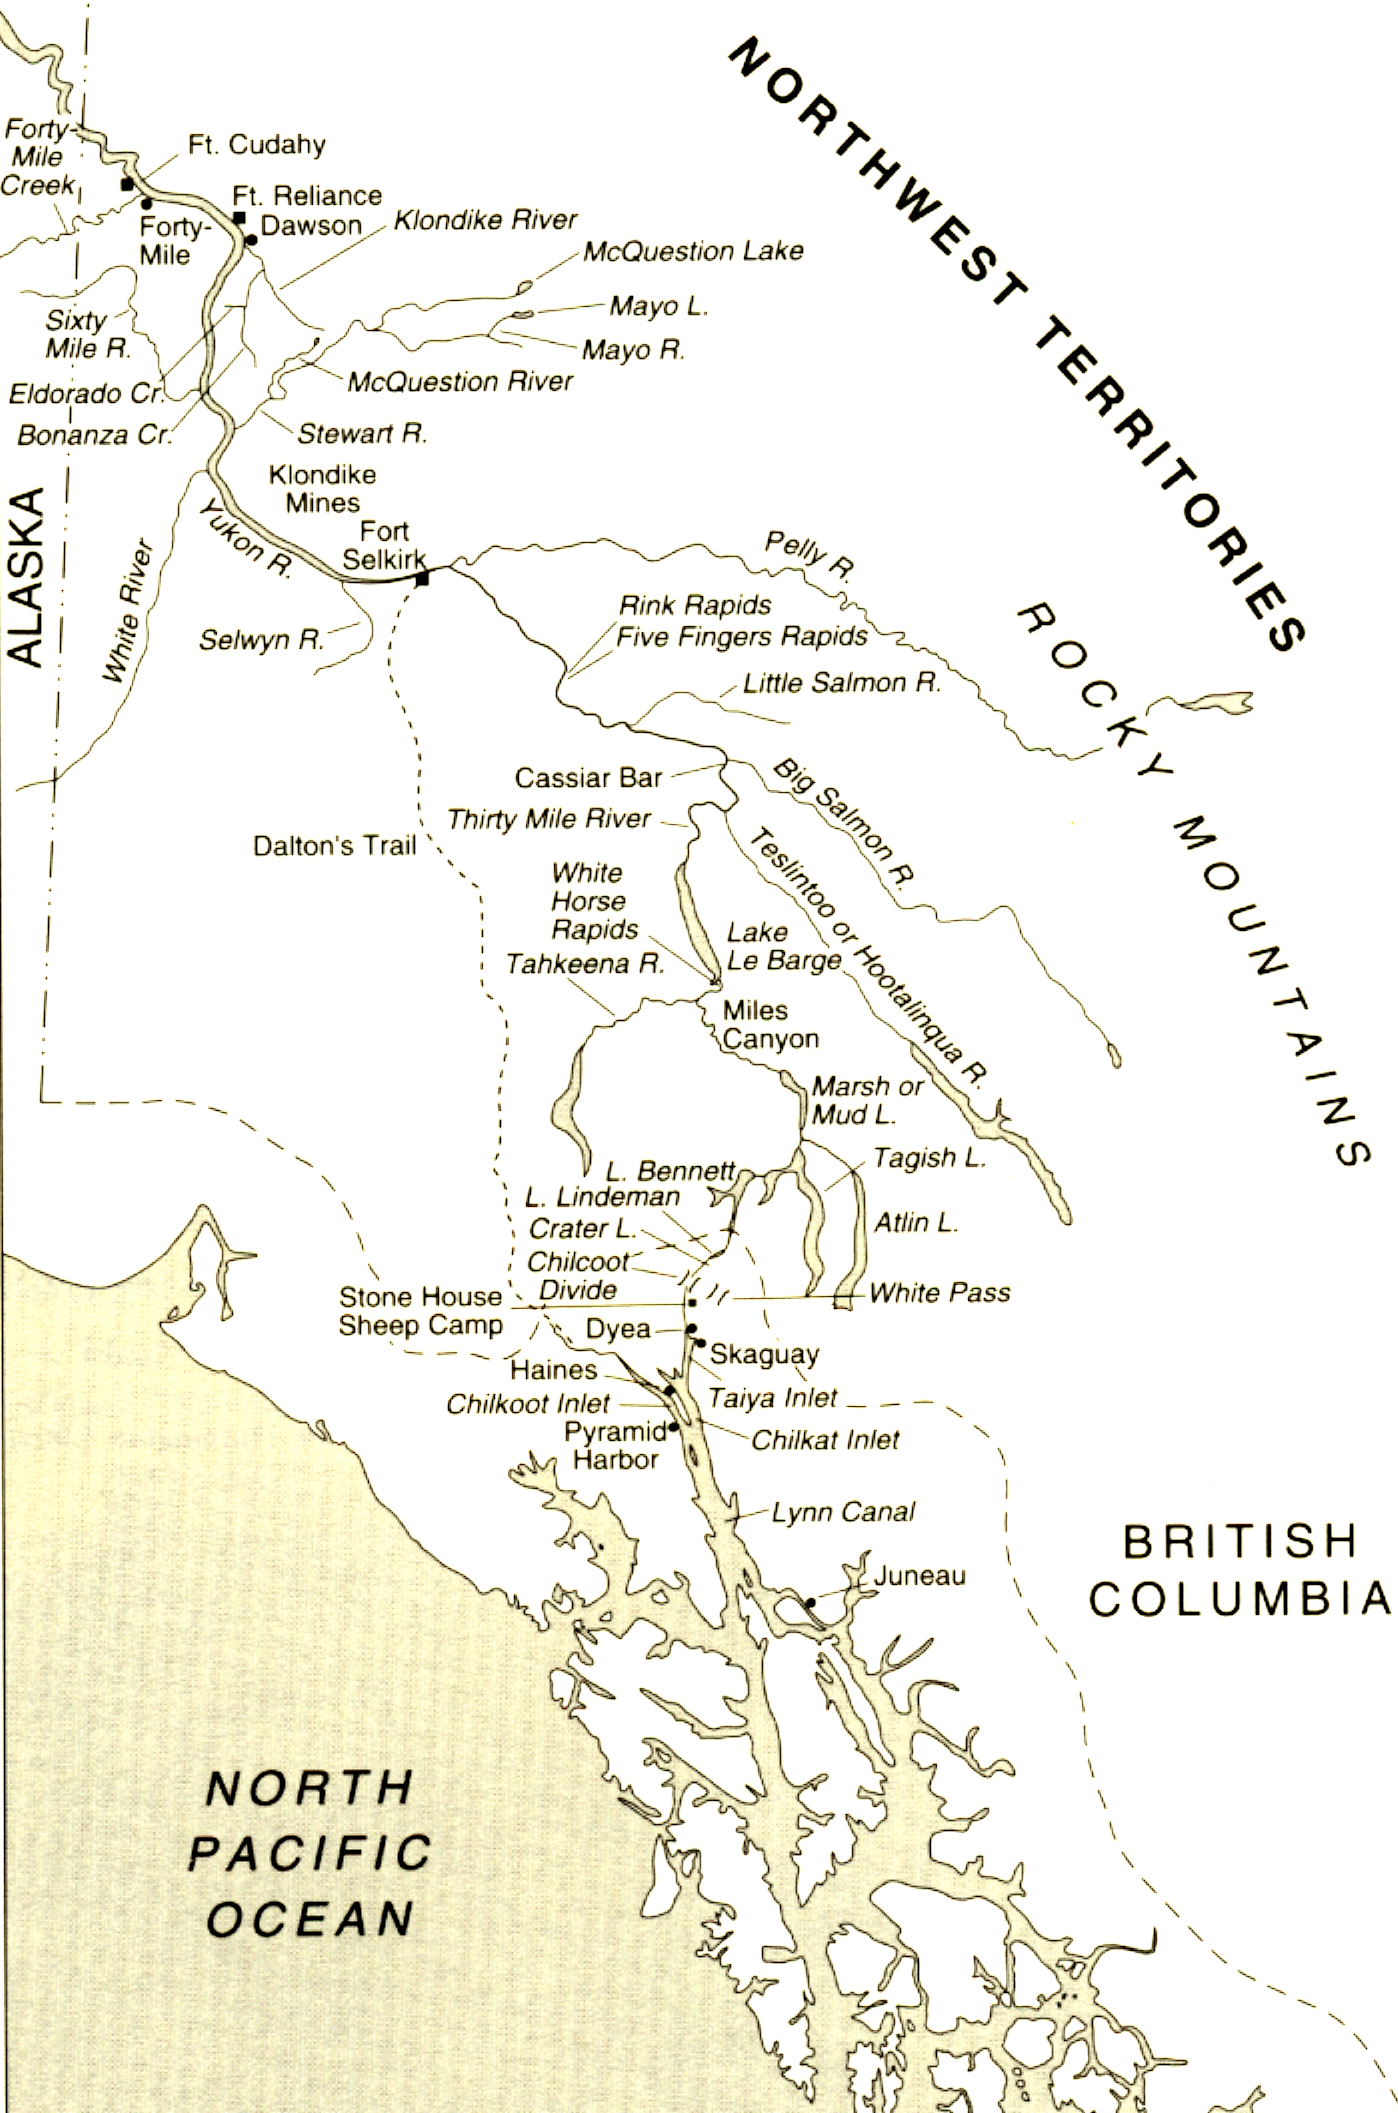 NORTHWEST TERRITORIES
Forty-
Mile
Creek
Ft. Cudahy
Ft. Reliance
Dawson
Forty-
Mile
Klondike River
McQuestion Lake
Mayo L.
Mayo R.
Sixty
Mile R.
McQuestion River
Eldorado Cr.
Bonanza Cr.
Stewart R.
Klondike
Mines
ALASKA
Yukon R.
Fort
Selkirk
White River
Selwyn R.
Pelly R.
Rink Rapids
Five Fingers Rapids
Little Salmon R.
ROCKY MOUNTAINS
Cassiar Bar
Big Salmon R.
Thirty Mile River
Dalton's Trail
Teslintoo or Hootalinqua R.
White
Horse
Rapids
Lake
Le Barge
Tahkeena R.
Miles
Canyon
Marsh or
Mud L.
Tagish L.
L. Bennett
L. Lindeman
Atlin L.
Crater L.
Chilcoot
Divide
White Pass
Stone House
Sheep Camp
Dyea
Skaguay
Haines
Taiya Inlet
Chilkoot Inlet
Pyramid
Harbor
Chilkat Inlet
Lynn Canal
Juneau
BRITISH
COLUMBIA
NORTH
PACIFIC
OCEAN